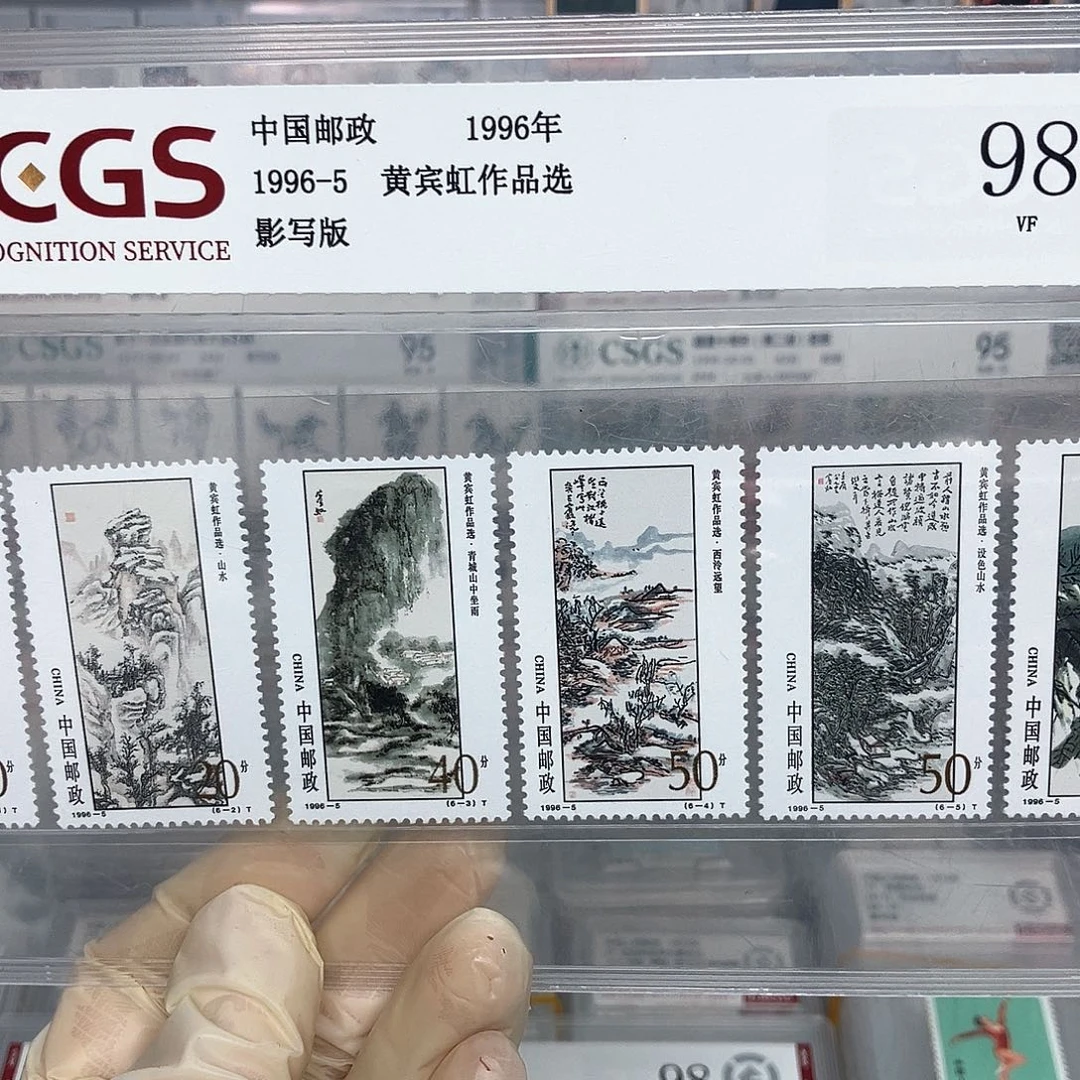 CGS
OGNITION SERVICE
中国邮政 1996年
1996-5 黄宾虹作品选
影写版
98
VF
CSGS
95
CSGS
95
黄宾虹作品选·山水
CHINA 中国邮政
20分
1996-5 (6-2) T
黄宾虹作品选·青城山中坐雨
CHINA 中国邮政
40分
1996-5 (6-3) T
黄宾虹作品选·西泠远望
CHINA 中国邮政
50分
1996-5 (6-4) T
黄宾虹作品选·设色山水
CHINA 中国邮政
50分
1996-5 (6-5) T
CHINA 中国邮政
1996-5
98